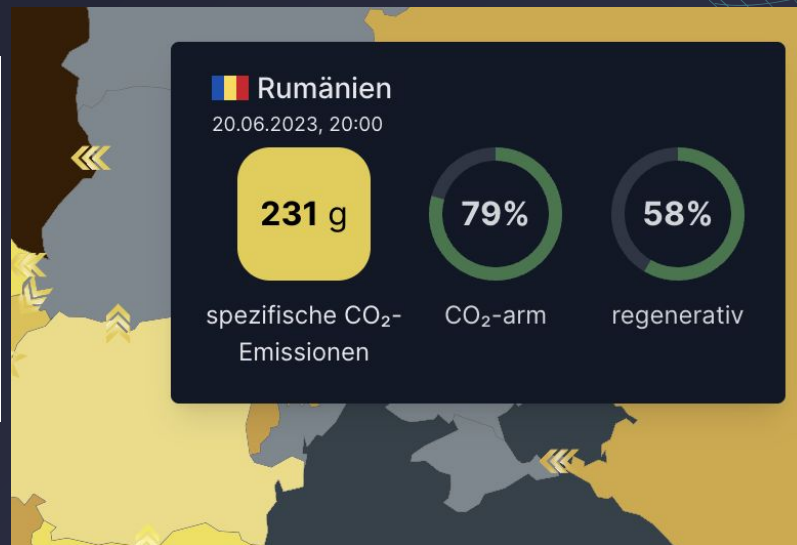 Rumänien
20.06.2023, 20:00
231 g
79%
58%
spezifische CO₂-
Emissionen
CO₂-arm
regenerativ